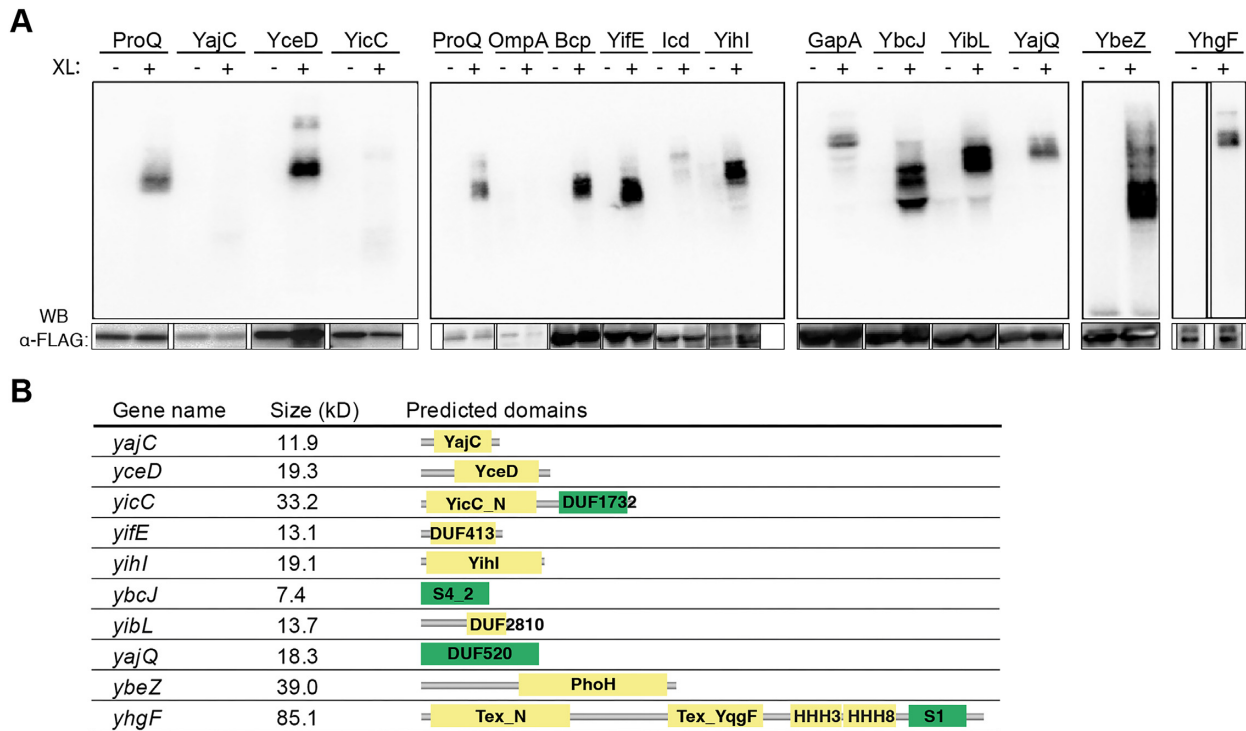 A
ProQ YajC YceD YicC ProQ OmpA Bcp YifE Icd YihI GapA YbcJ YibL YajQ YbeZ YhgF
XL: - + - + - + - + - + - + - + - + - + - + - + - + - + - + - + - +
WB
α-FLAG:
B
Gene name Size (kD) Predicted domains
yajC 11.9 YajC
yceD 19.3 YceD
yicC 33.2 YicC_N DUF1732
yifE 13.1 DUF413
yihI 19.1 YihI
ybcJ 7.4 S4_2
yibL 13.7 DUF2810
yajQ 18.3 DUF520
ybeZ 39.0 PhoH
yhgF 85.1 Tex_N Tex_YqgF HHH3 HHH8 S1